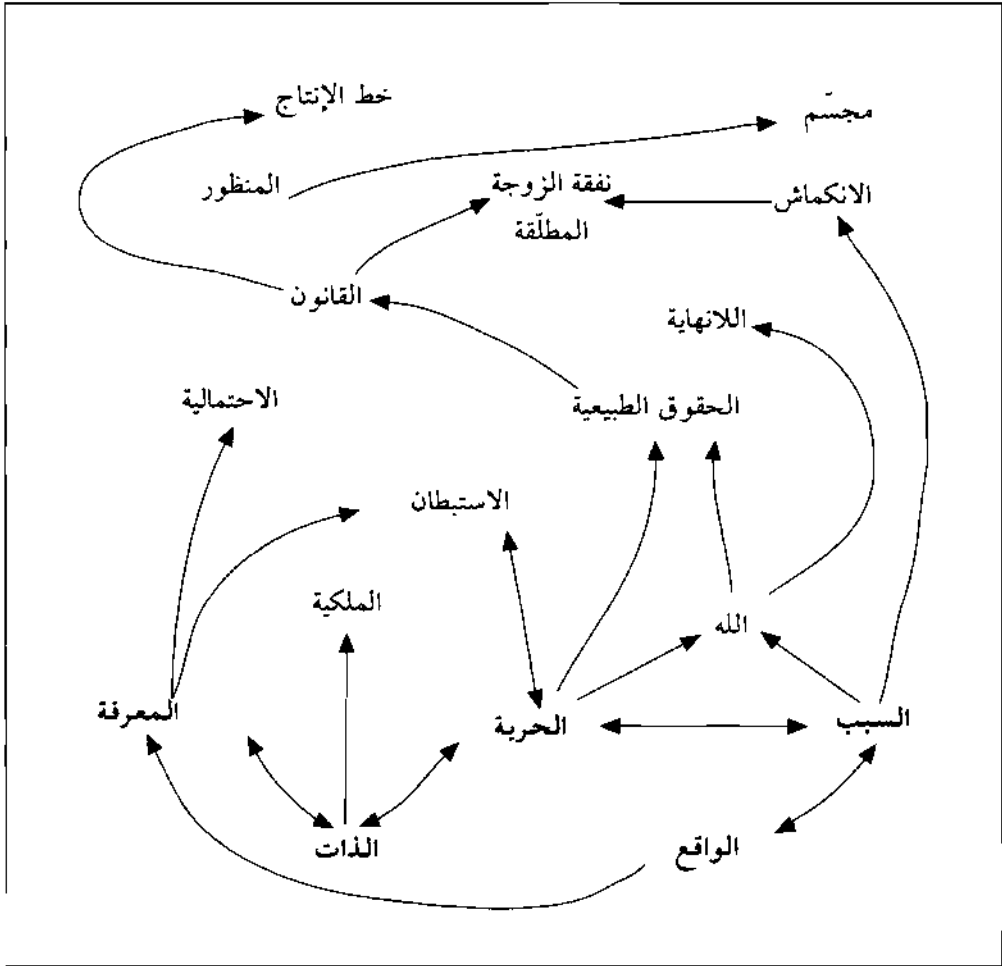 مجسّم
خط الإنتاج
الانكماش
نفقة الزوجة
المطلّقة
المنظور
القانون
اللانهاية
الحقوق الطبيعية
الاحتمالية
الاستبطان
الملكية
الله
السبب
الحرية
المعرفة
الواقع
الذات